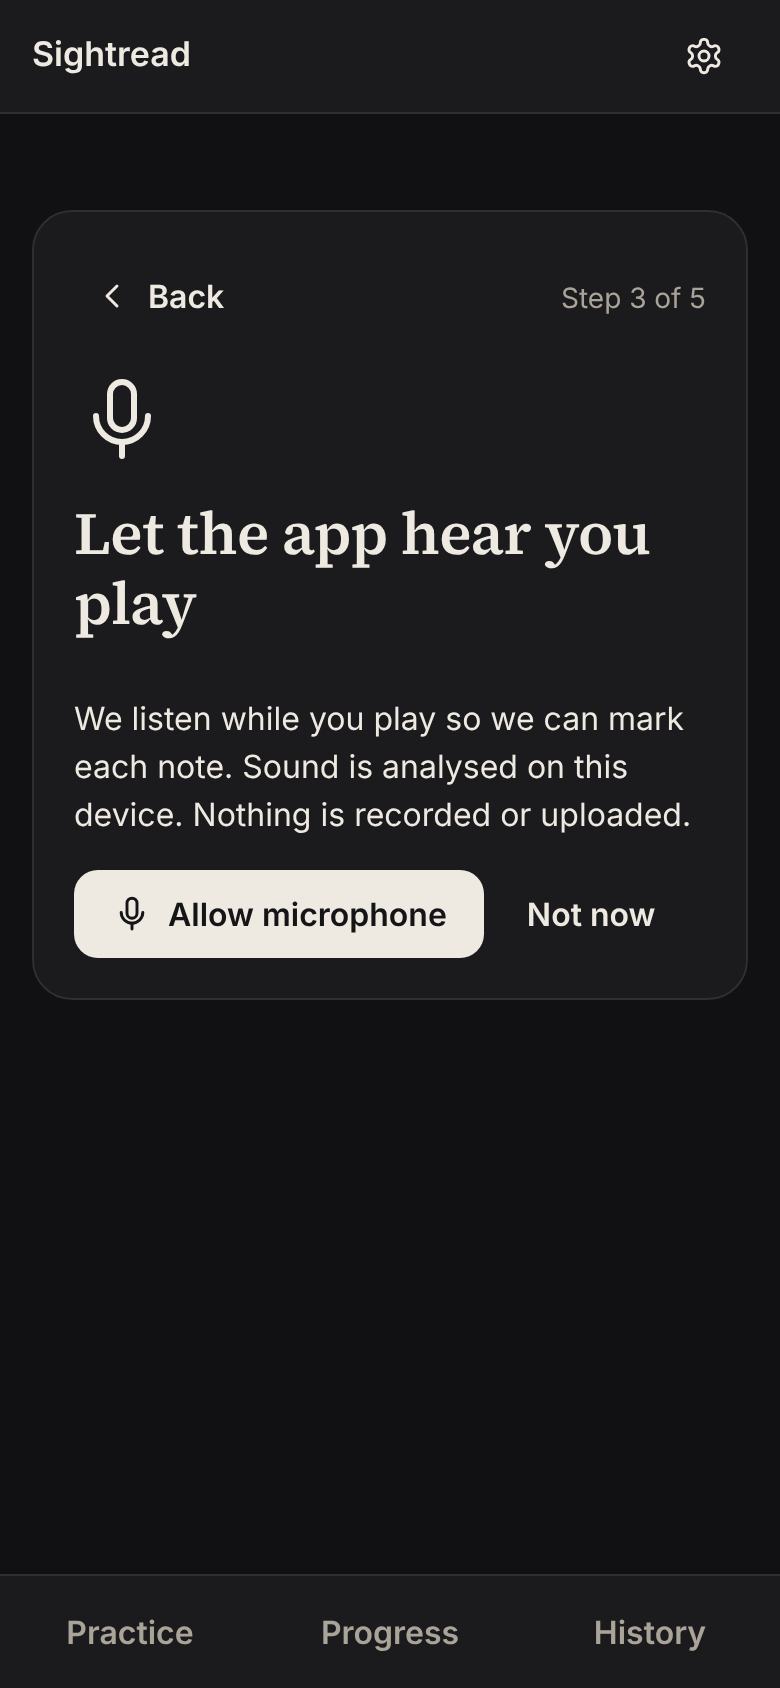 Sightread
Back
Step 3 of 5
Let the app hear you
play
We listen while you play so we can mark
each note. Sound is analysed on this
device. Nothing is recorded or uploaded.
Allow microphone
Not now
Practice
Progress
History